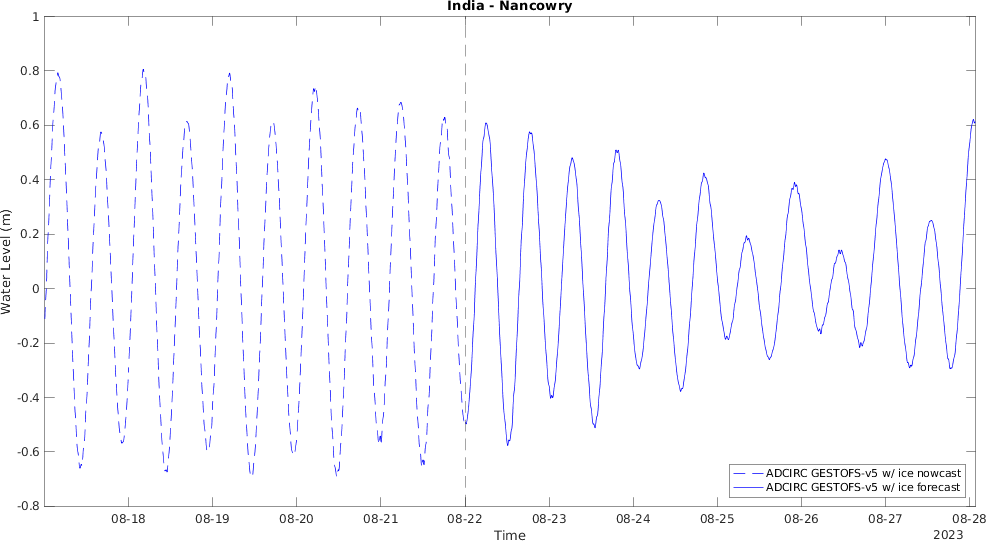 India - Nancowry
1
0.8
0.6
0.4
0.2
0
-0.2
-0.4
-0.6
-0.8
Water Level (m)
ADCIRC GESTOFS-v5 w/ ice nowcast
ADCIRC GESTOFS-v5 w/ ice forecast
08-18 08-19 08-20 08-21 08-22 08-23 08-24 08-25 08-26 08-27 08-28
Time
2023